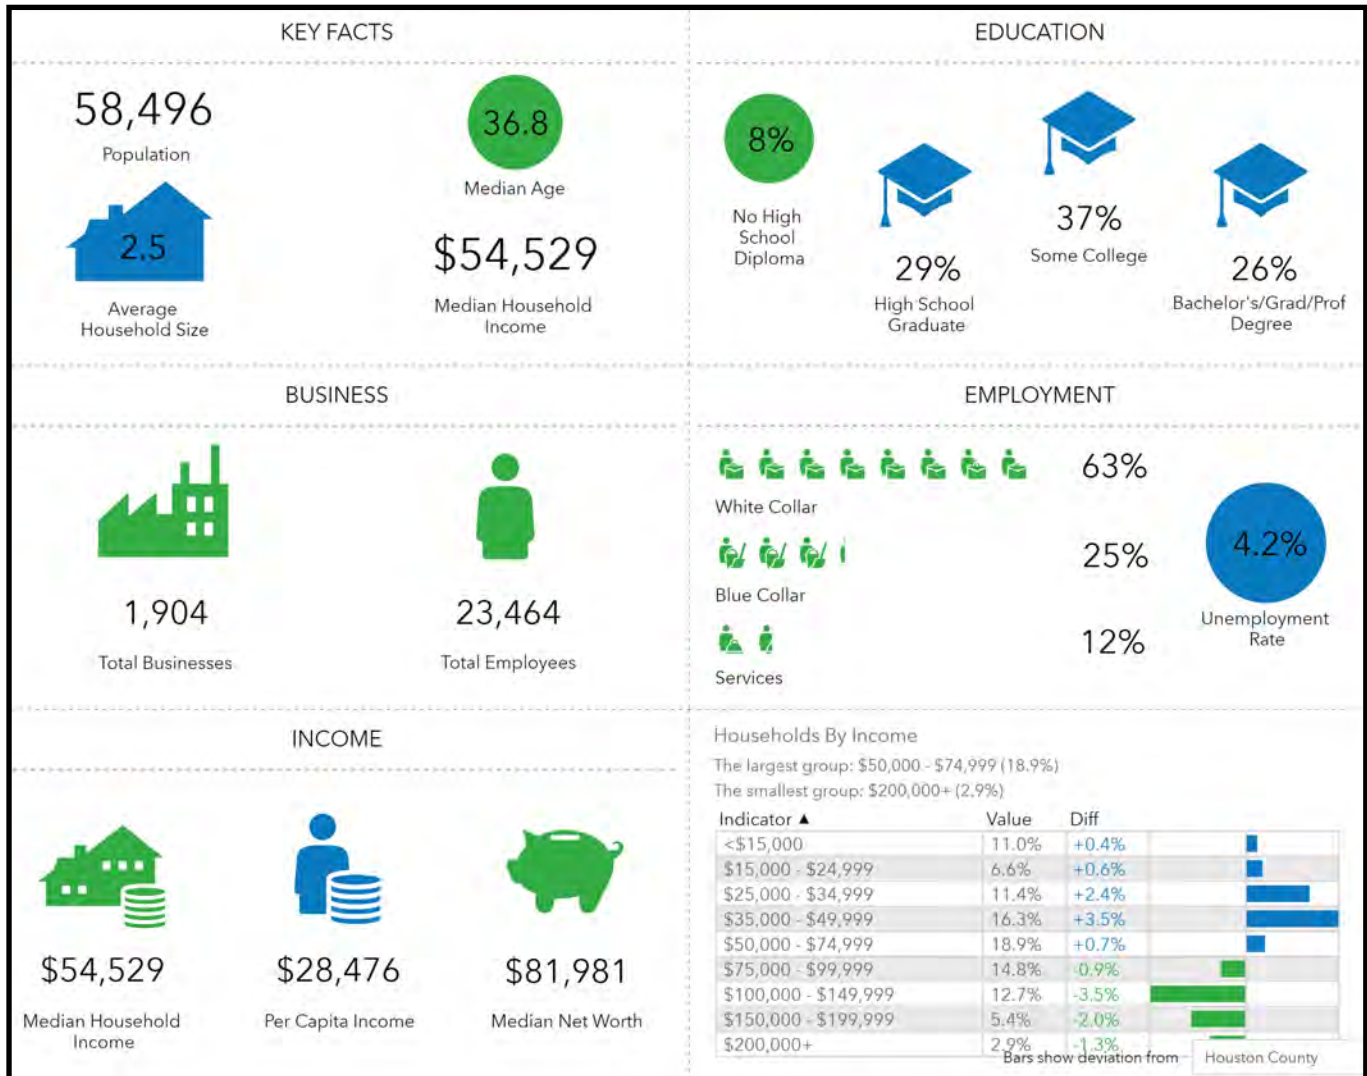 KEY FACTS
58,496
Population
2.5
Average
Household Size
36.8
Median Age
$54,529
Median Household
Income
EDUCATION
8%
No High
School
Diploma
29%
High School
Graduate
37%
Some College
26%
Bachelor's/Grad/Prof
Degree
BUSINESS
1,904
Total Businesses
23,464
Total Employees
EMPLOYMENT
63%
White Collar
25%
Blue Collar
12%
Services
4.2%
Unemployment
Rate
INCOME
$54,529
Median Household
Income
$28,476
Per Capita Income
$81,981
Median Net Worth
Households By Income
The largest group: $50,000 - $74,999 (18.9%)
The smallest group: $200,000+ (2.9%)
Indicator ▲ Value Diff
<$15,000 11.0% +0.4%
$15,000 - $24,999 6.6% +0.6%
$25,000 - $34,999 11.4% +2.4%
$35,000 - $49,999 16.3% +3.5%
$50,000 - $74,999 18.9% +0.7%
$75,000 - $99,999 14.8% -0.9%
$100,000 - $149,999 12.7% -3.5%
$150,000 - $199,999 5.4% -2.0%
$200,000+ 2.9% -1.3%
Bars show deviation from Houston County